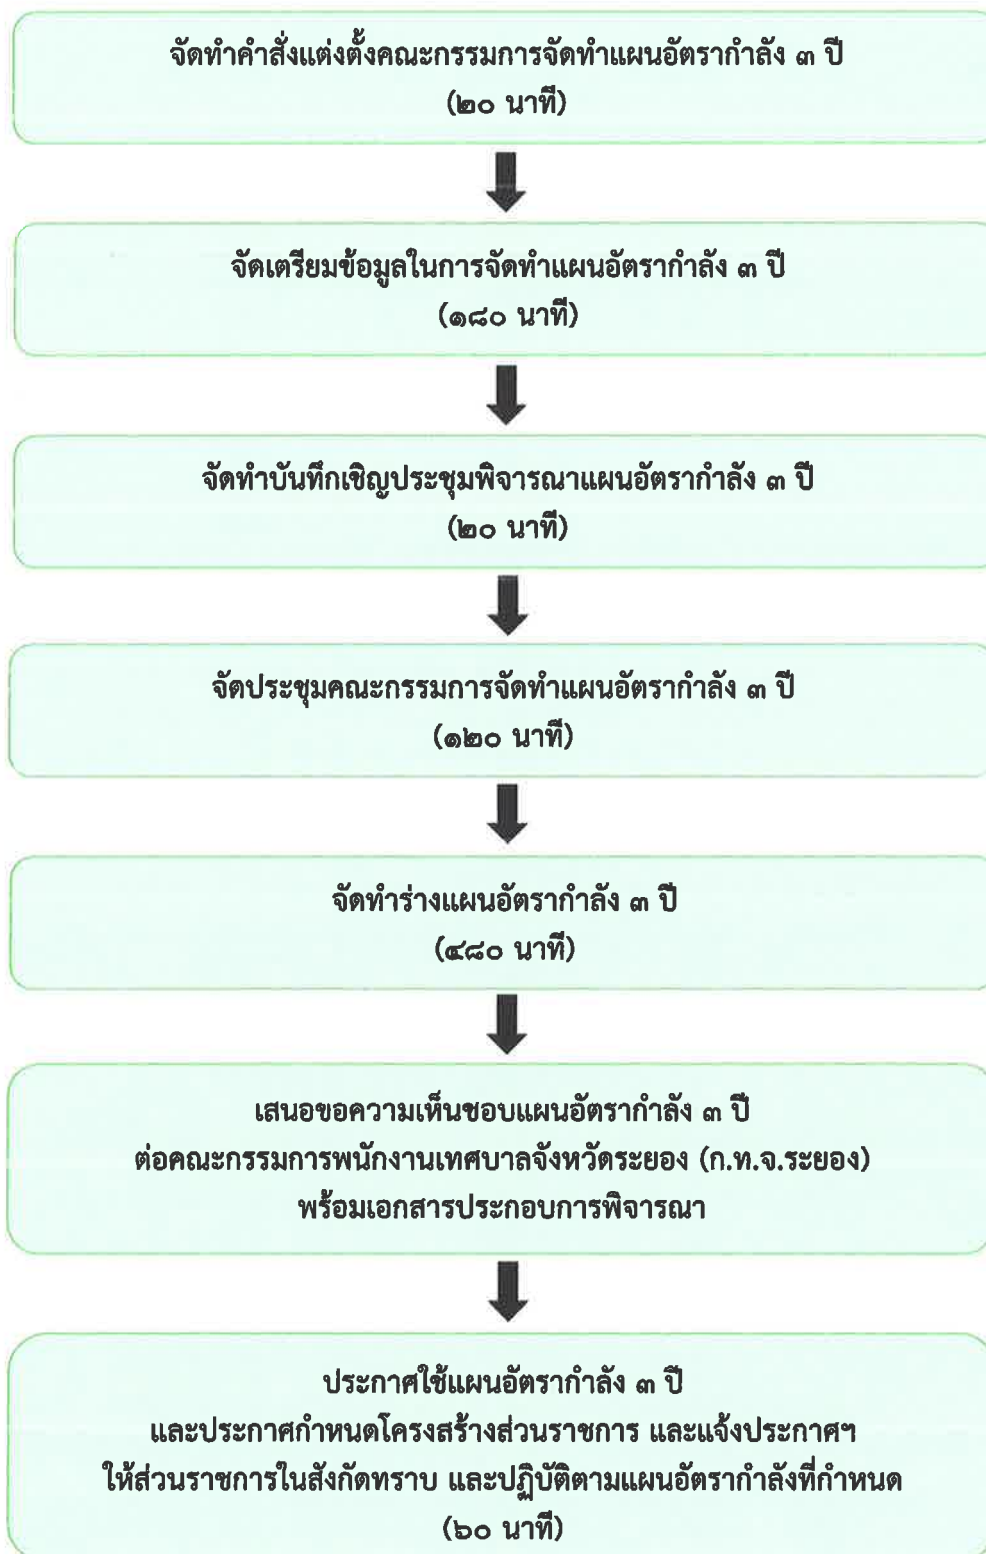 จัดทำคำสั่งแต่งตั้งคณะกรรมการจัดทำแผนอัตรากำลัง ๓ ปี
(๒๐ นาที)
จัดเตรียมข้อมูลในการจัดทำแผนอัตรากำลัง ๓ ปี
(๑๘๐ นาที)
จัดทำบันทึกเชิญประชุมพิจารณาแผนอัตรากำลัง ๓ ปี
(๒๐ นาที)
จัดประชุมคณะกรรมการจัดทำแผนอัตรากำลัง ๓ ปี
(๑๒๐ นาที)
จัดทำร่างแผนอัตรากำลัง ๓ ปี
(๔๘๐ นาที)
เสนอขอความเห็นชอบแผนอัตรากำลัง ๓ ปี
ต่อคณะกรรมการพนักงานเทศบาลจังหวัดระยอง (ก.ท.จ.ระยอง)
พร้อมเอกสารประกอบการพิจารณา
ประกาศใช้แผนอัตรากำลัง ๓ ปี
และประกาศกำหนดโครงสร้างส่วนราชการ และแจ้งประกาศฯ
ให้ส่วนราชการในสังกัดทราบ และปฏิบัติตามแผนอัตรากำลังที่กำหนด
(๖๐ นาที)